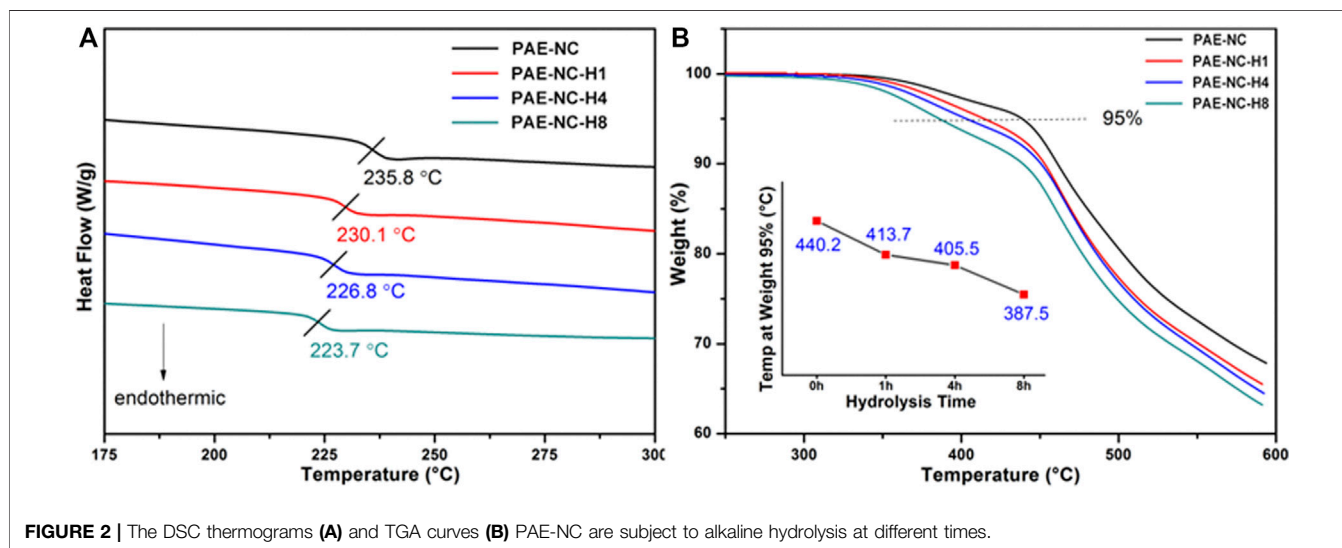 A
PAE-NC
PAE-NC-H1
PAE-NC-H4
PAE-NC-H8
235.8 °C
230.1 °C
226.8 °C
223.7 °C
endothermic
Heat Flow (W/g)
175 200 225 250 275 300
Temperature (°C)
B
PAE-NC
PAE-NC-H1
PAE-NC-H4
PAE-NC-H8
100
90
80
70
60
Weight (%)
95%
Temp at Weight 95% (°C)
440.2
413.7
405.5
387.5
0h 1h 4h 8h
Hydrolysis Time
300 400 500 600
Temperature (°C)
FIGURE 2 | The DSC thermograms (A) and TGA curves (B) PAE-NC are subject to alkaline hydrolysis at different times.